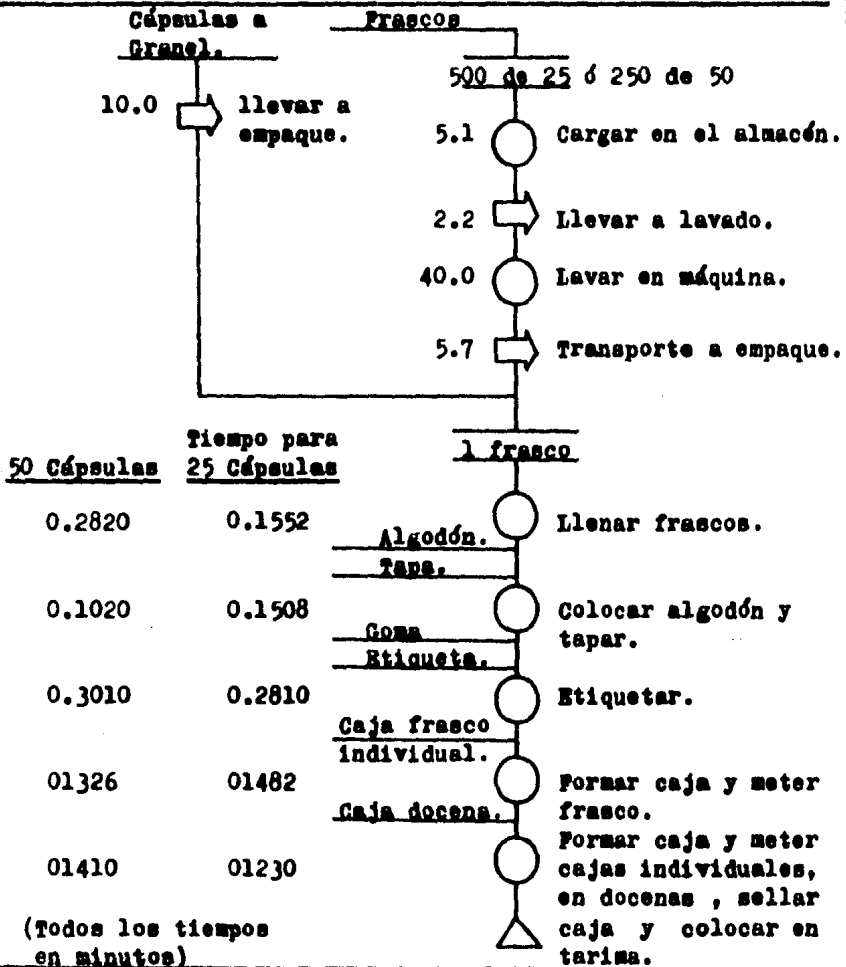 Cápsulas a
Granel.
Frascos
500 de 25 ó 250 de 50
10.0 llevar a
empaque.
5.1 Cargar en el almacén.
2.2 Llevar a lavado.
40.0 Lavar en máquina.
5.7 Transporte a empaque.
Tiempo para
50 Cápsulas 25 Cápsulas
1 frasco
0.2820 0.1552 Llenar frascos.
Algodón.
Tapa.
0.1020 0.1508 Colocar algodón y
tapar.
Goma
Etiqueta.
0.3010 0.2810 Etiquetar.
Caja frasco
individual.
01326 01482 Formar caja y meter
frasco.
Caja docena.
01410 01230 Formar caja y meter
cajas individuales,
en docenas , sellar
caja y colocar en
tarima.
(Todos los tiempos
en minutos)